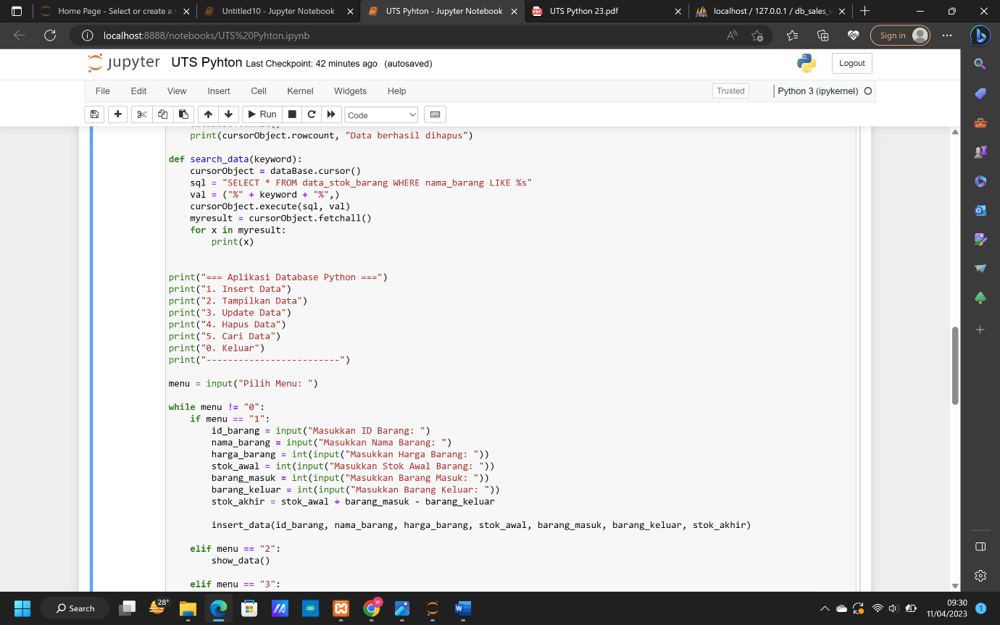 Home Page - Select or create a
Untitled10 - Jupyter Notebook
UTS Pyhton - Jupyter Notebook
PDF
UTS Python 23.pdf
localhost / 127.0.0.1 / db_sales_
localhost:8888/notebooks/UTS%20Pyhton.ipynb
Sign in
jupyter UTS Pyhton Last Checkpoint: 42 minutes ago (autosaved)
Logout
File Edit View Insert Cell Kernel Widgets Help
Trusted
Python 3 (ipykernel)
Run
Code
print(cursorObject.rowcount, "Data berhasil dihapus")
def search_data(keyword):
cursorObject = dataBase.cursor()
sql = "SELECT * FROM data_stok_barang WHERE nama_barang LIKE %s"
val = ("%" + keyword + "%",)
cursorObject.execute(sql, val)
myresult = cursorObject.fetchall()
for x in myresult:
print(x)
print("=== Aplikasi Database Python ===")
print("1. Insert Data")
print("2. Tampilkan Data")
print("3. Update Data")
print("4. Hapus Data")
print("5. Cari Data")
print("0. Keluar")
print("-------------------------")
menu = input("Pilih Menu: ")
while menu != "0":
if menu == "1":
id_barang = input("Masukkan ID Barang: ")
nama_barang = input("Masukkan Nama Barang: ")
harga_barang = int(input("Masukkan Harga Barang: "))
stok_awal = int(input("Masukkan Stok Awal Barang: "))
barang_masuk = int(input("Masukkan Barang Masuk: "))
barang_keluar = int(input("Masukkan Barang Keluar: "))
stok_akhir = stok_awal + barang_masuk - barang_keluar
insert_data(id_barang, nama_barang, harga_barang, stok_awal, barang_masuk, barang_keluar, stok_akhir)
elif menu == "2":
show_data()
elif menu == "3":
Search
28°
09:30
11/04/2023
1